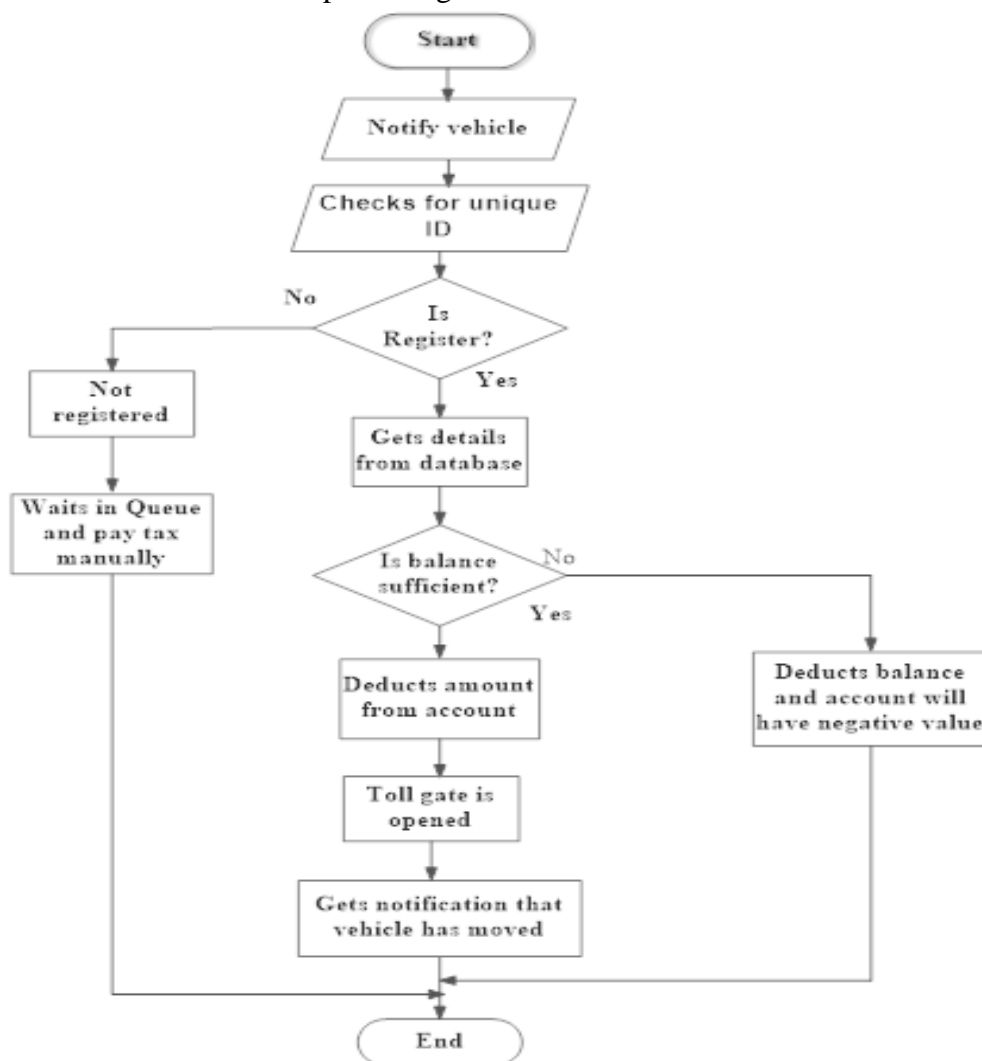 Start
Notify vehicle
Checks for unique
ID
No
Is
Register?
Yes
Not
registered
Gets details
from database
Waits in Queue
and pay tax
manually
Is balance
sufficient?
No
Yes
Deducts amount
from account
Deducts balance
and account will
have negative value
Toll gate is
opened
Gets notification that
vehicle has moved
End